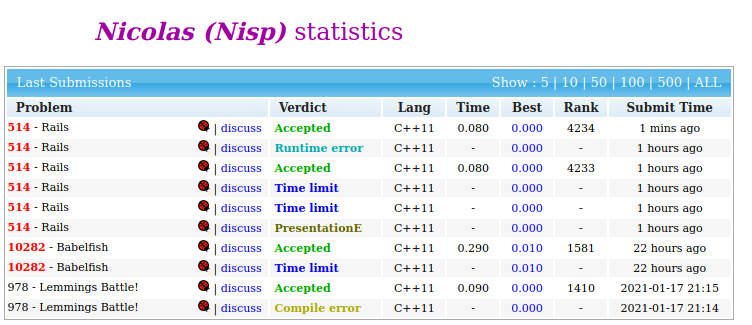 Nicolas (Nisp) statistics
Last Submissions Show : 5 | 10 | 50 | 100 | 500 | ALL
Problem Verdict Lang Time Best Rank Submit Time
514 - Rails | discuss Accepted C++11 0.080 0.000 4234 1 mins ago
514 - Rails | discuss Runtime error C++11 - 0.000 - 1 hours ago
514 - Rails | discuss Accepted C++11 0.080 0.000 4233 1 hours ago
514 - Rails | discuss Time limit C++11 - 0.000 - 1 hours ago
514 - Rails | discuss Time limit C++11 - 0.000 - 1 hours ago
514 - Rails | discuss PresentationE C++11 - 0.000 - 1 hours ago
10282 - Babelfish | discuss Accepted C++11 0.290 0.010 1581 22 hours ago
10282 - Babelfish | discuss Time limit C++11 - 0.010 - 22 hours ago
978 - Lemmings Battle! | discuss Accepted C++11 0.090 0.000 1410 2021-01-17 21:15
978 - Lemmings Battle! | discuss Compile error C++11 - 0.000 - 2021-01-17 21:14